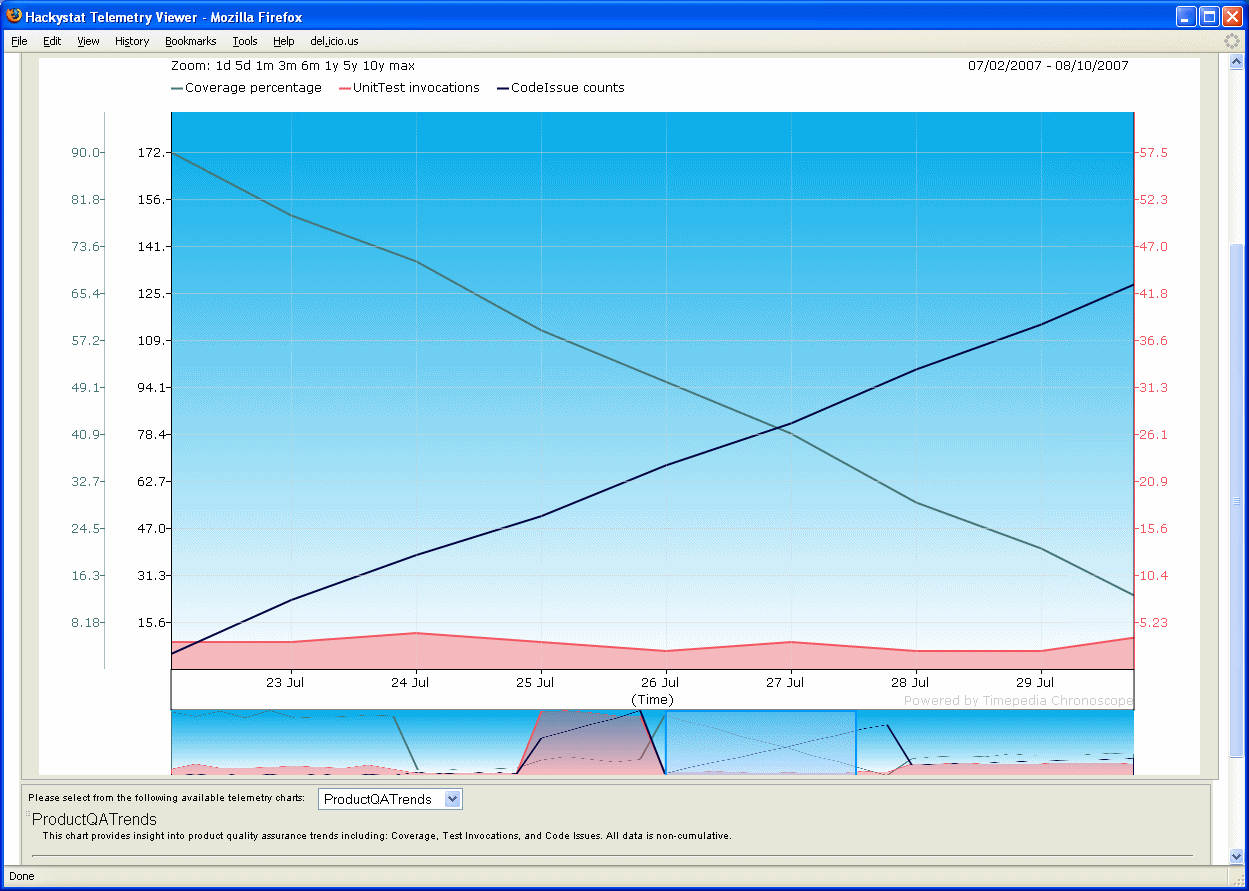 Hackystat Telemetry Viewer - Mozilla Firefox
File Edit View History Bookmarks Tools Help del.icio.us
Zoom: 1d 5d 1m 3m 6m 1y 5y 10y max 07/02/2007 - 08/10/2007
Coverage percentage UnitTest invocations CodeIssue counts
90.0 172. 57.5
81.8 156. 52.3
73.6 141. 47.0
65.4 125. 41.8
57.2 109. 36.6
49.1 94.1 31.3
40.9 78.4 26.1
32.7 62.7 20.9
24.5 47.0 15.6
16.3 31.3 10.4
8.18 15.6 5.23
23 Jul 24 Jul 25 Jul 26 Jul 27 Jul 28 Jul 29 Jul
(Time) Powered by Timepedia Chronoscope
Please select from the following available telemetry charts: ProductQATrends
ProductQATrends
This chart provides insight into product quality assurance trends including: Coverage, Test Invocations, and Code Issues. All data is non-cumulative.
Done